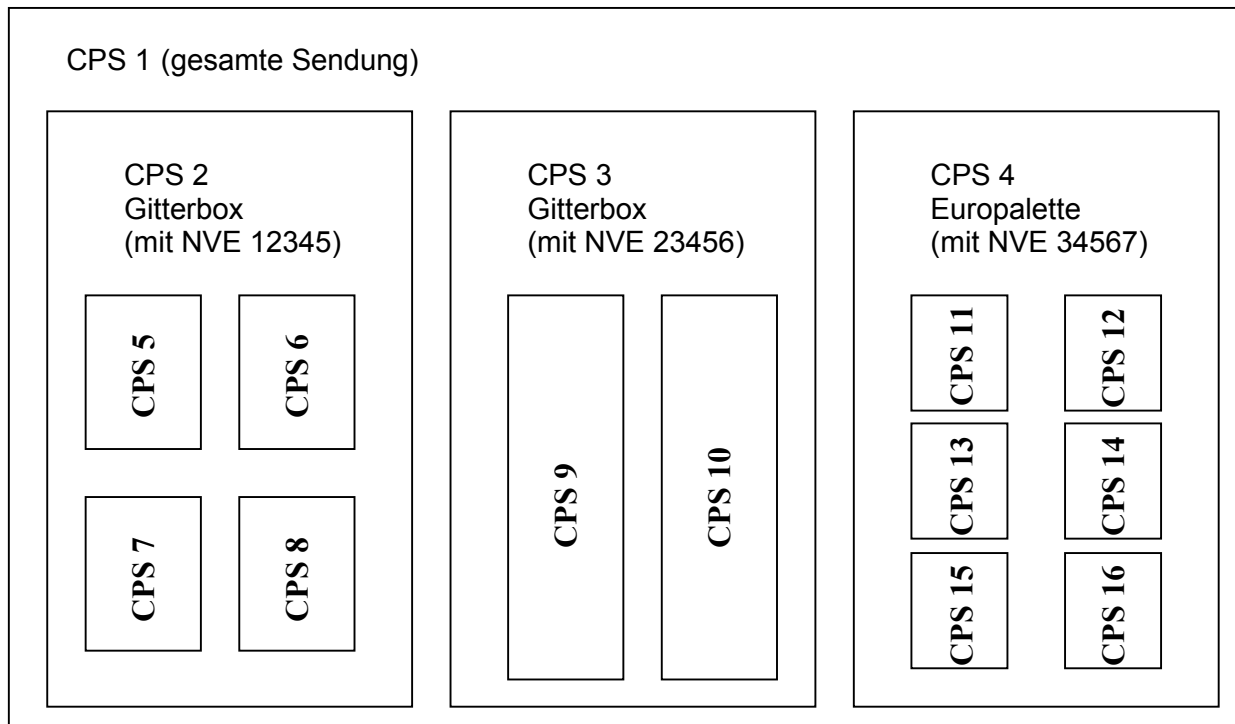 CPS 1 (gesamte Sendung)
CPS 2
Gitterbox
(mit NVE 12345)
CPS 5
CPS 6
CPS 7
CPS 8
CPS 3
Gitterbox
(mit NVE 23456)
CPS 9
CPS 10
CPS 4
Europalette
(mit NVE 34567)
CPS 11
CPS 12
CPS 13
CPS 14
CPS 15
CPS 16